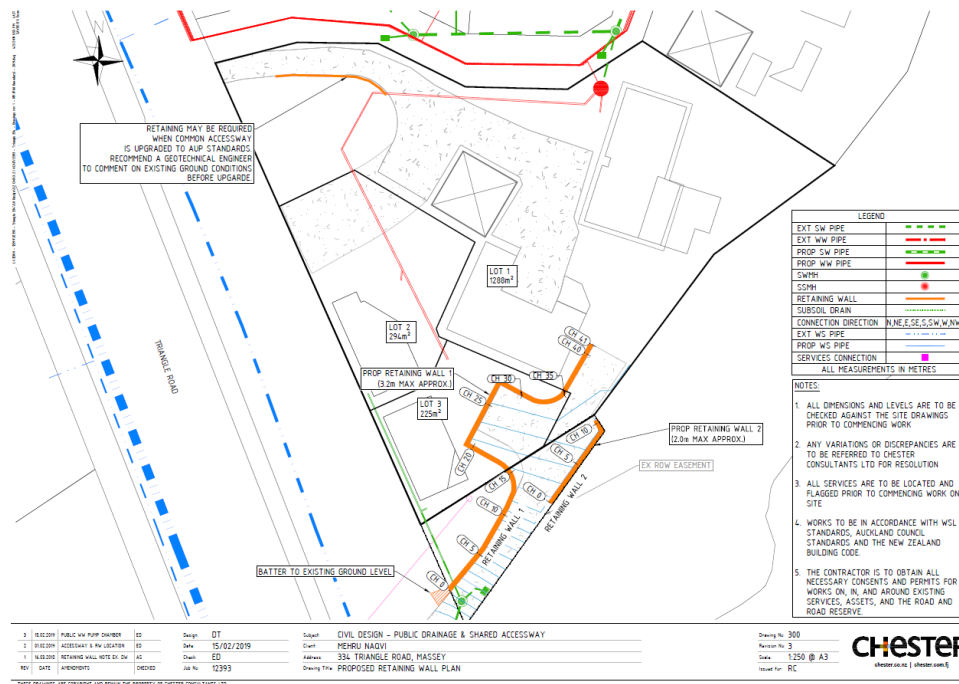 RETAINING MAY BE REQUIRED
WHEN COMMON ACCESSWAY
IS UPGRADED TO AUP STANDARDS.
RECOMMEND A GEOTECHNICAL ENGINEER
TO COMMENT ON EXISTING GROUND CONDITIONS
BEFORE UPGARDE.
N
TRIANGLE ROAD
LOT 1
1288m²
LOT 2
294m²
PROP RETAINING WALL 1
(3.2m MAX APPROX.)
LOT 3
225m²
CH 41
CH 40
CH 35
CH 30
CH 25
CH 20
CH 15
CH 10
CH 5
CH 0
RETAINING WALL 1
CH 10
CH 5
CH 0
RETAINING WALL 2
PROP RETAINING WALL 2
(2.0m MAX APPROX.)
EX ROW EASEMENT
BATTER TO EXISTING GROUND LEVEL
LEGEND
EXT SW PIPE
EXT WW PIPE
PROP SW PIPE
PROP WW PIPE
SWMH
SSMH
RETAINING WALL
SUBSOIL DRAIN
CONNECTION DIRECTION N,NE,E,SE,S,SW,W,NW
EXT WS PIPE
PROP WS PIPE
SERVICES CONNECTION
ALL MEASUREMENTS IN METRES
NOTES:
1. ALL DIMENSIONS AND LEVELS ARE TO BE
CHECKED AGAINST THE SITE DRAWINGS
PRIOR TO COMMENCING WORK
2. ANY VARIATIONS OR DISCREPANCIES ARE
TO BE REFERRED TO CHESTER
CONSULTANTS LTD FOR RESOLUTION
3. ALL SERVICES ARE TO BE LOCATED AND
FLAGGED PRIOR TO COMMENCING WORK ON
SITE
4. WORKS TO BE IN ACCORDANCE WITH WSL
STANDARDS, AUCKLAND COUNCIL
STANDARDS AND THE NEW ZEALAND
BUILDING CODE.
5. THE CONTRACTOR IS TO OBTAIN ALL
NECESSARY CONSENTS AND PERMITS FOR
WORKS ON, IN, AND AROUND EXISTING
SERVICES, ASSETS, AND THE ROAD AND
ROAD RESERVE.
3 15.02.2019 PUBLIC WW PUMP CHAMBER ED
2 01.02.2019 ACCESSWAY & RW LOCATION ED
1 RETAINING WALL NOTE EX. DW AS
REV DATE AMENDMENTS CHECKED
Design DT
Date 15/02/2019
Check ED
Job No 12393
Subject CIVIL DESIGN - PUBLIC DRAINAGE & SHARED ACCESSWAY
Client MEHRU NAQVI
Address 334 TRIANGLE ROAD, MASSEY
Drawing Title PROPOSED RETAINING WALL PLAN
Drawing No 300
Revision No 3
Scale 1:250 @ A3
Issued for RC
CHESTER
chester.co.nz | chester.com.fj
THESE DRAWINGS ARE COPYRIGHT AND REMAIN THE PROPERTY OF CHESTER CONSULTANTS LTD